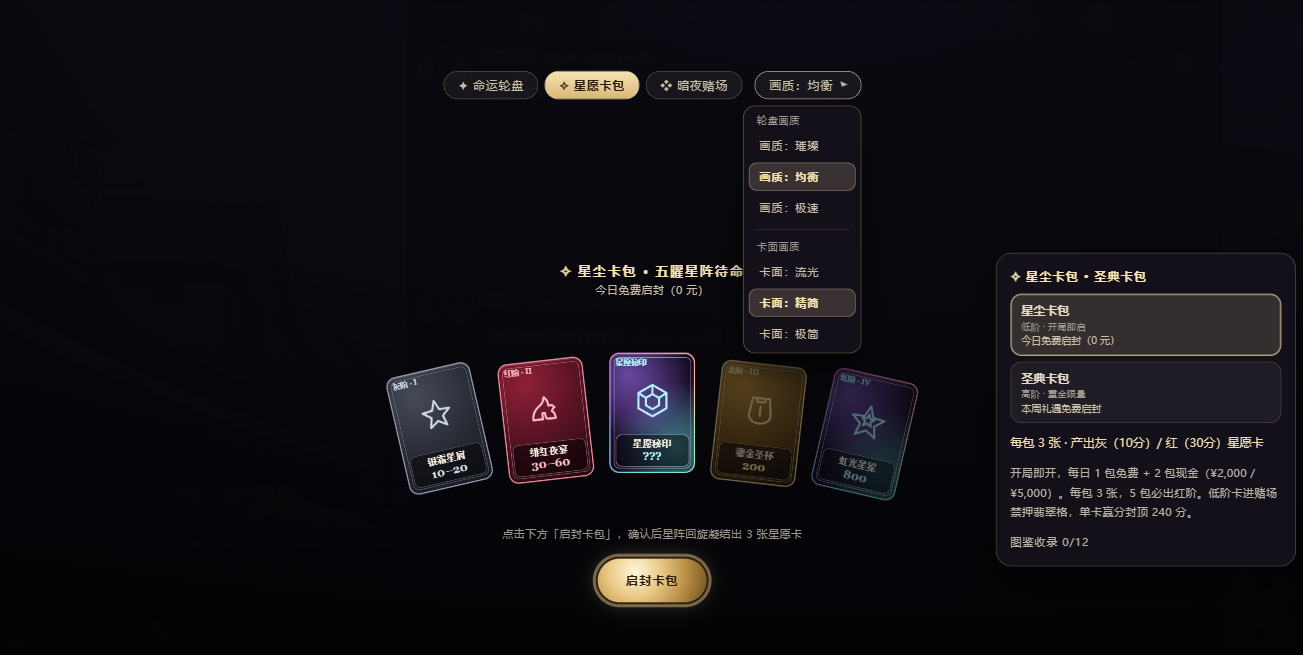 ✦ 命运轮盘
✧ 星愿卡包
❖ 暗夜赌场
画质：均衡
轮盘画质
画质：璀璨
画质：均衡
画质：极速
卡面画质
卡面：流光
卡面：精简
卡面：极简
✧ 星尘卡包 · 五曜星阵待命
今日免费启封（0 元）
灰阶 · I
银雾星屑
10–20
红阶 · II
绯红夜宴
30–60
星愿秘印
星愿秘印
???
金阶 · III
鎏金圣杯
200
虹阶 · IV
虹光星髓
800
点击下方「启封卡包」，确认后星阵回旋凝结出 3 张星愿卡
启封卡包
✧ 星尘卡包 · 圣典卡包
星尘卡包
低阶 · 开局即启
今日免费启封（0 元）
圣典卡包
高阶 · 重金限量
本周礼遇免费启封
每包 3 张 · 产出灰（10分）/ 红（30分）星愿卡
开局即开，每日 1 包免费 + 2 包现金（¥2,000 /
¥5,000）。每包 3 张，5 包必出红阶。低阶卡进赌场
禁押翡翠格，单卡赢分封顶 240 分。
图鉴收录 0/12